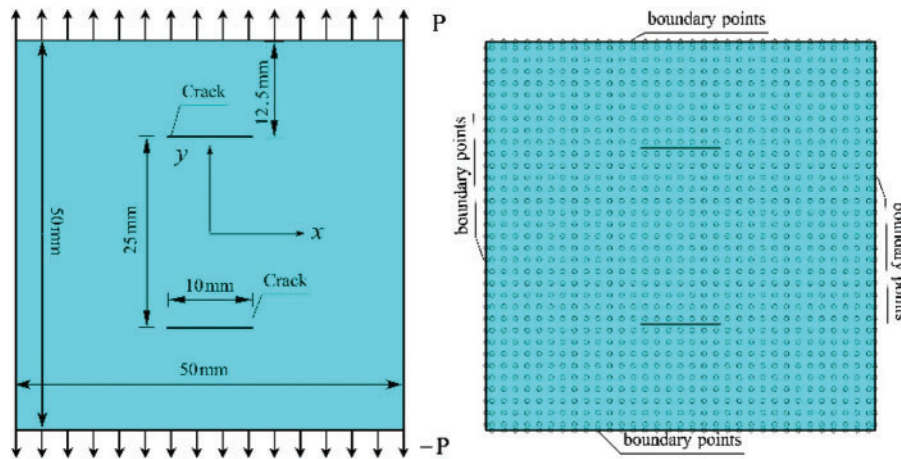 P
12.5mm
Crack
y
x
50mm
25mm
10mm
Crack
50mm
−P
boundary points
boundary points
boundary points
boundary points